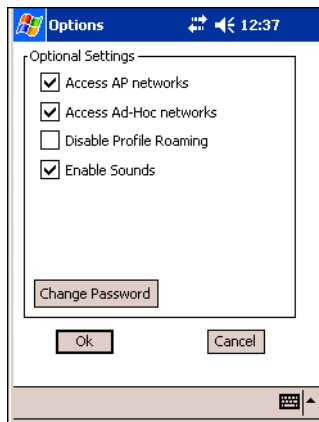 Options 12:37
Optional Settings
Access AP networks
Access Ad-Hoc networks
Disable Profile Roaming
Enable Sounds
Change Password
Ok Cancel